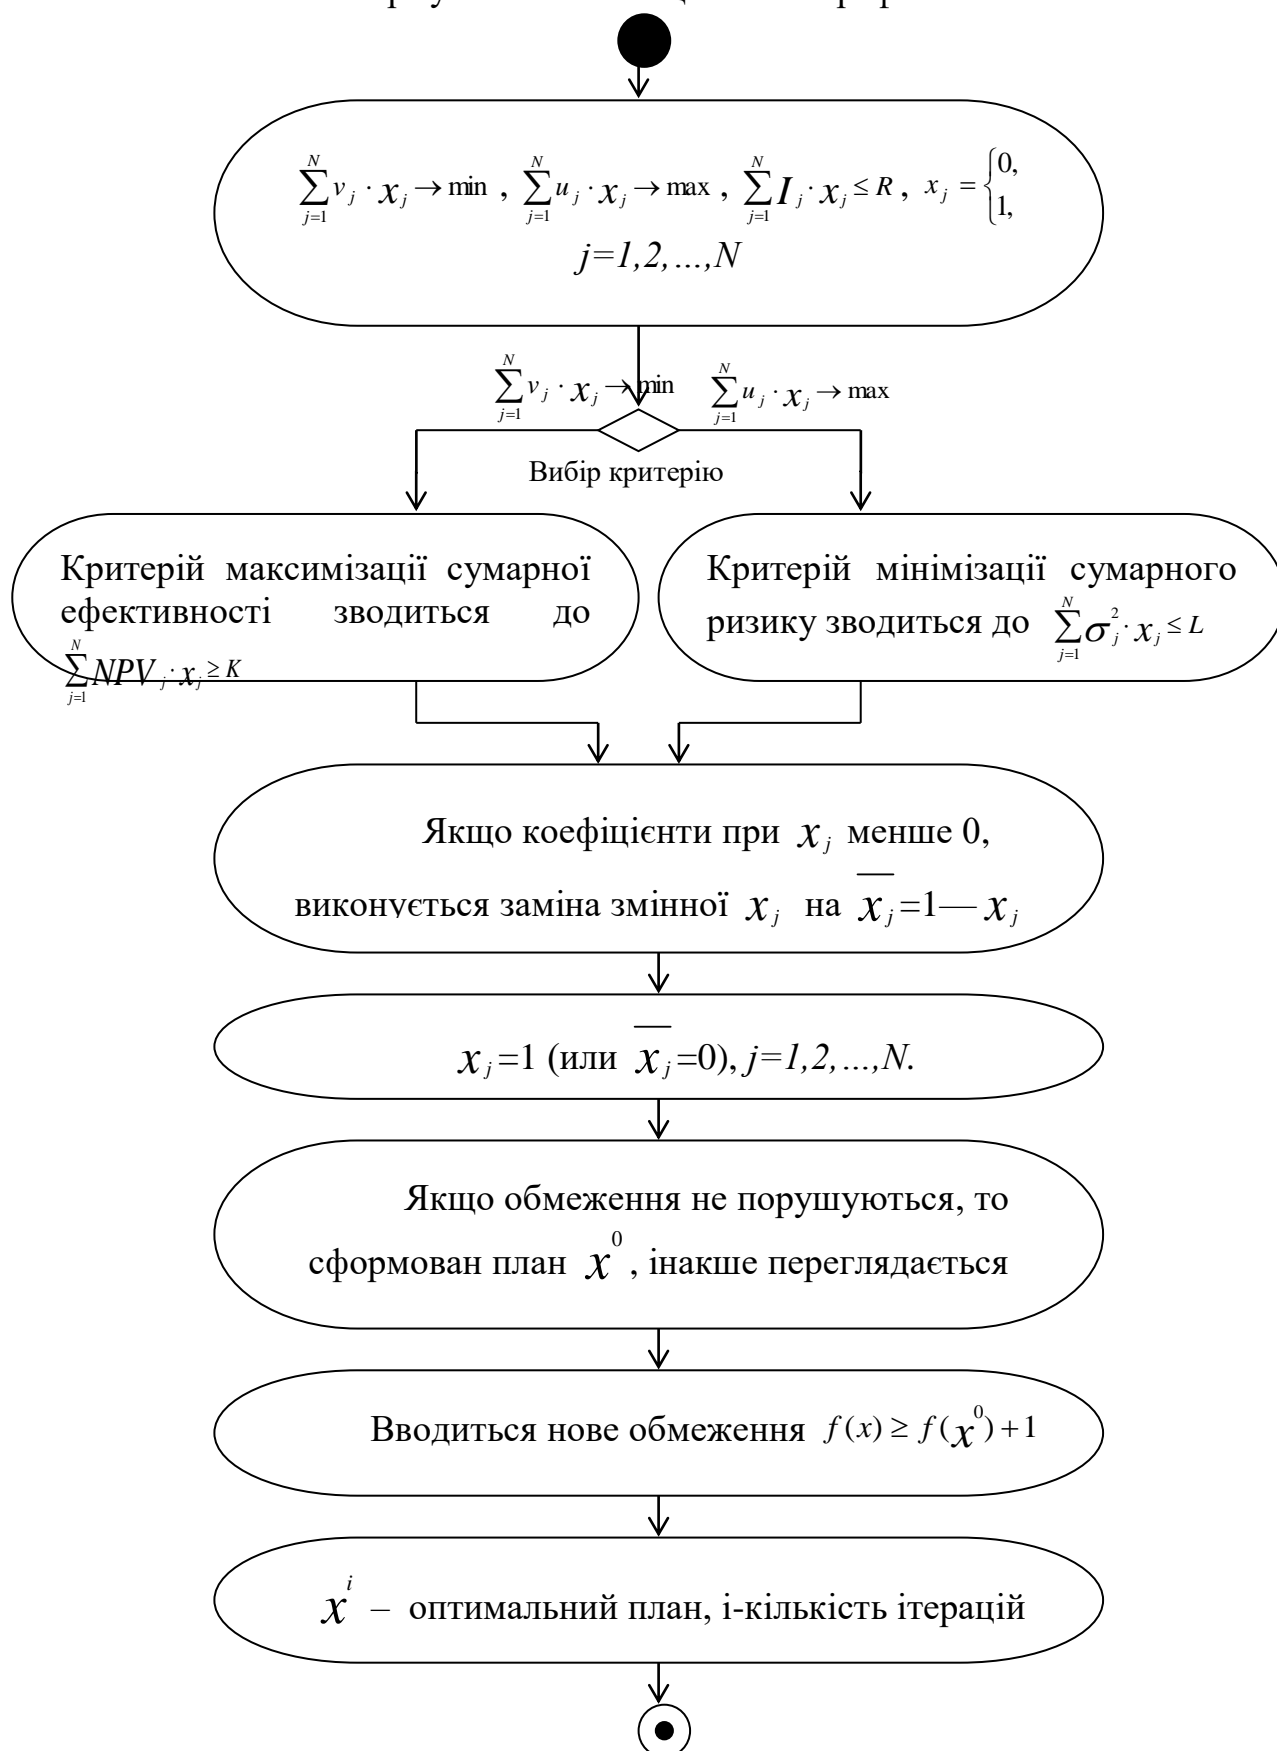 ∑_{j=1}^{N} v_j · x_j → min , ∑_{j=1}^{N} u_j · x_j → max , ∑_{j=1}^{N} I_j · x_j ≤ R , x_j = {0, 1,
j=1,2,...,N
∑_{j=1}^{N} v_j · x_j → min ∑_{j=1}^{N} u_j · x_j → max
Вибір критерію
Критерій максимізації сумарної
ефективності зводиться до
∑_{j=1}^{N} NPV_j · x_j ≥ K
Критерій мінімізації сумарного
ризику зводиться до ∑_{j=1}^{N} σ_j^2 · x_j ≤ L
Якщо коефіцієнти при x_j менше 0,
виконується заміна змінної x_j на \overline{x_j}=1— x_j
x_j=1 (или \overline{x_j}=0), j=1,2,...,N.
Якщо обмеження не порушуються, то
сформован план x^0 , інакше переглядається
Вводиться нове обмеження f(x) ≥ f(x^0)+1
x^i – оптимальний план, і-кількість ітерацій